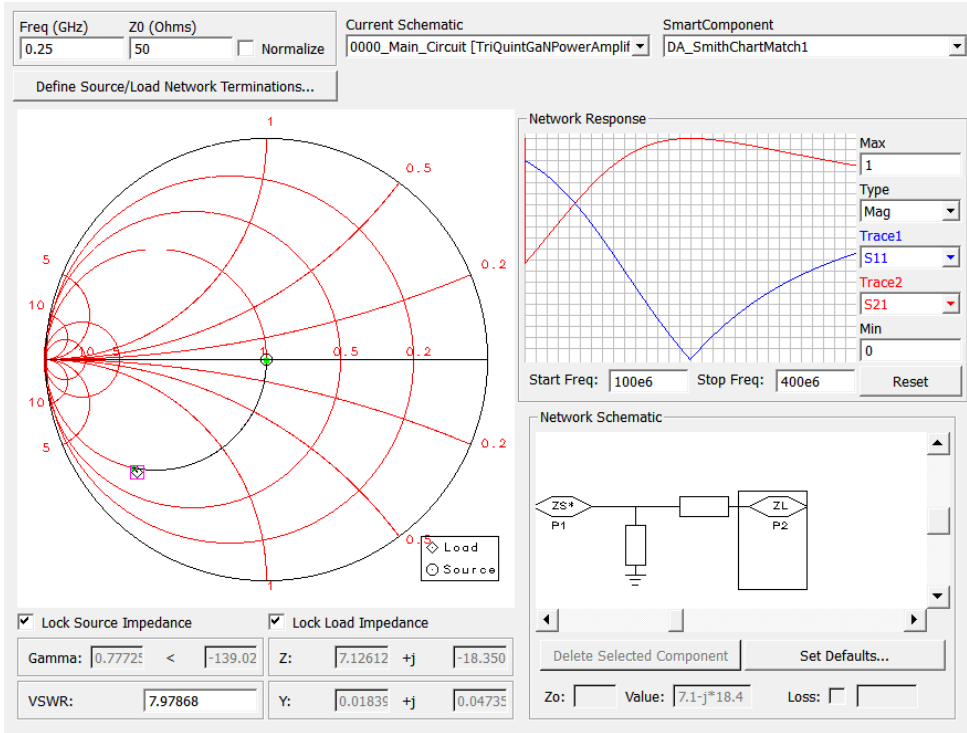 Freq (GHz) Z0 (Ohms)
0.25 50 Normalize
Current Schematic
0000_Main_Circuit [TriQuintGaNPowerAmplif
SmartComponent
DA_SmithChartMatch1
Define Source/Load Network Terminations...
1
0.5
5
0.2
10
10 5 1 0.5 0.2
10
5
0.2
0.5
1
Load
Source
Network Response
Max
1
Type
Mag
Trace1
S11
Trace2
S21
Min
0
Start Freq: 100e6 Stop Freq: 400e6 Reset
Network Schematic
ZS* ZL
P1 P2
Lock Source Impedance Lock Load Impedance
Gamma: 0.7772 < -139.02 Z: 7.12612 +j -18.350
VSWR: 7.97868 Y: 0.01839 +j 0.04735
Delete Selected Component Set Defaults...
Zo: Value: 7.1-j*18.4 Loss: